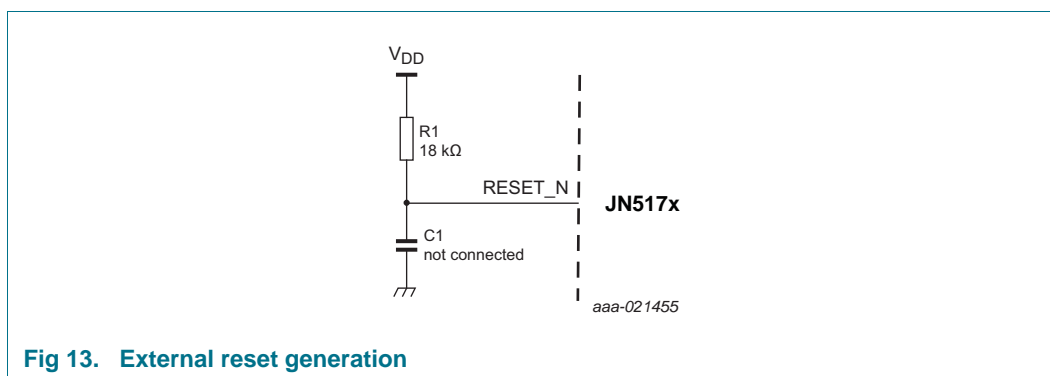 VDD
R1
18 kΩ
RESET_N
JN517x
C1
not connected
aaa-021455
Fig 13. External reset generation